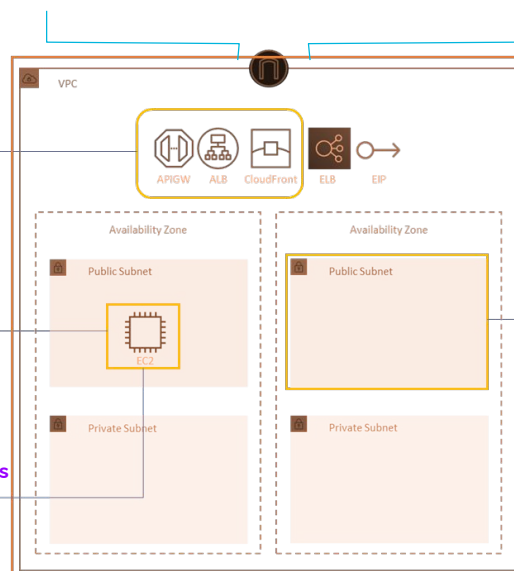 VPC
APIGW ALB CloudFront ELB EIP
Availability Zone Availability Zone
Public Subnet Public Subnet
EC2
Private Subnet Private Subnet
s